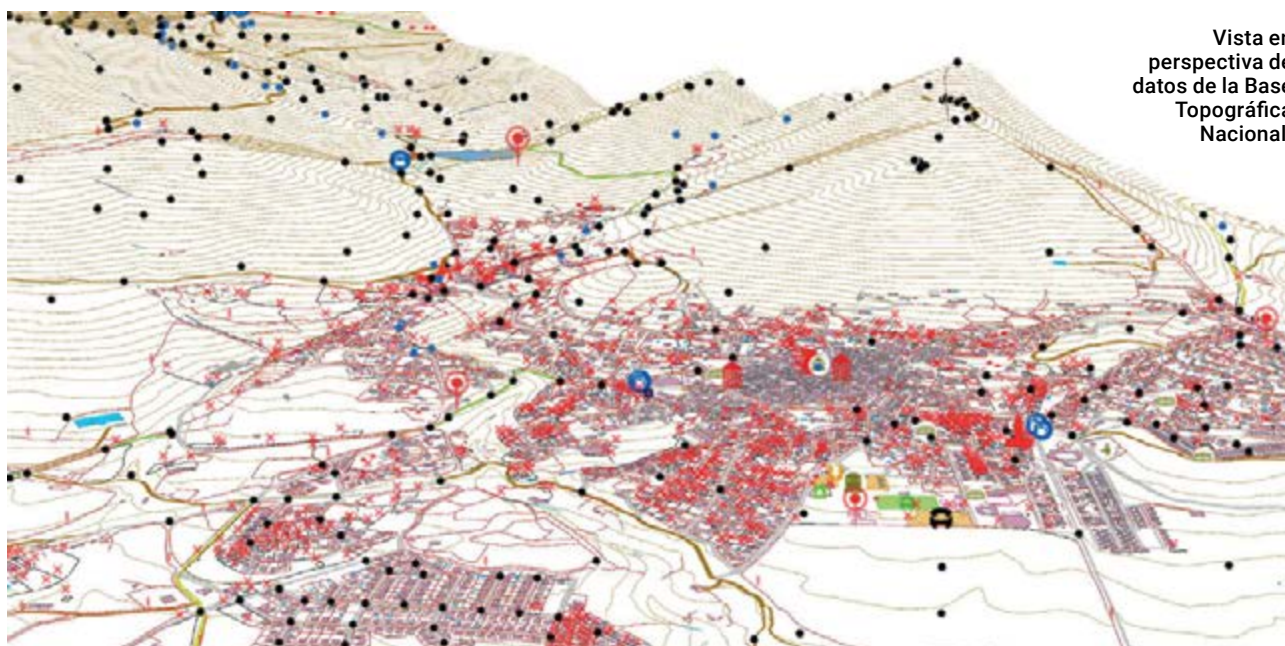 Vista en
perspectiva de
datos de la Base
Topográfica
Nacional